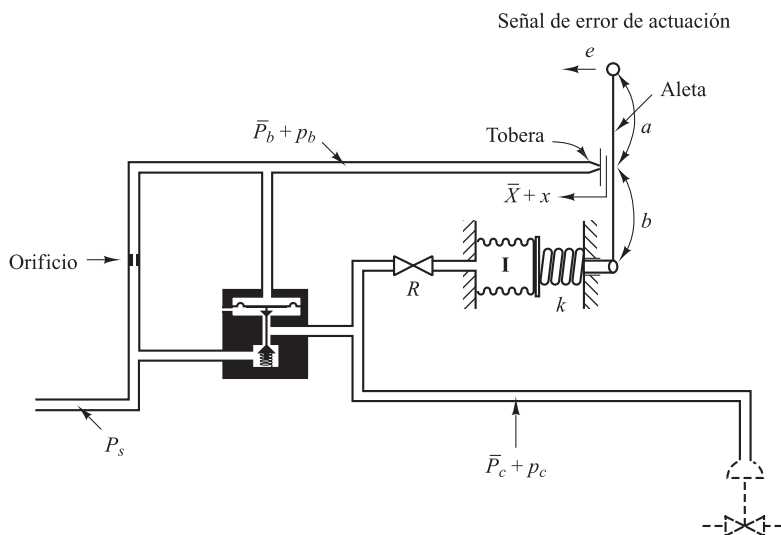 Señal de error de actuación
e
Aleta
a
P̄b + pb
Tobera
X̄ + x
b
Orificio
I
R
k
Ps
P̄c + pc